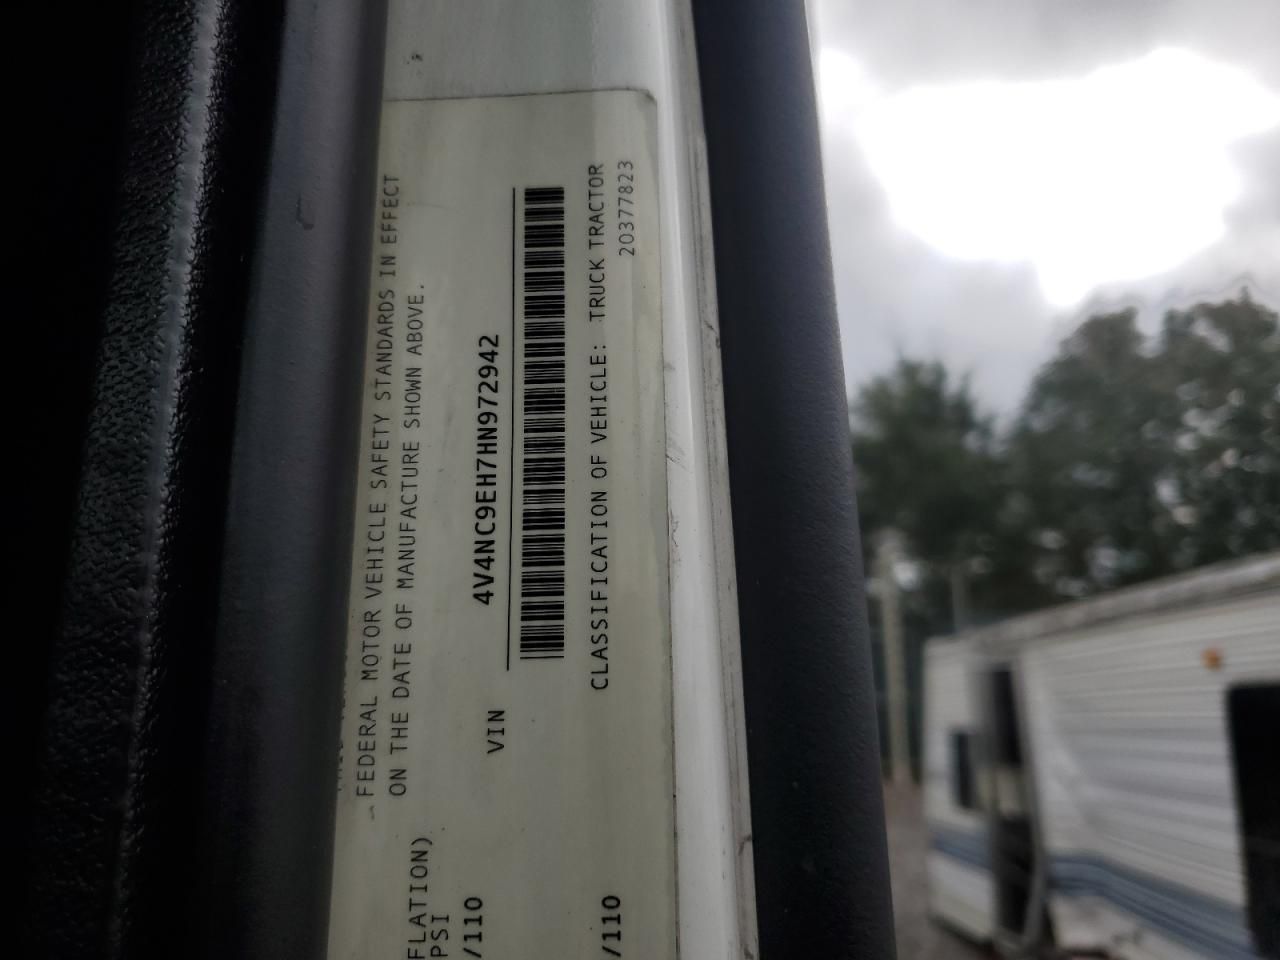 FEDERAL MOTOR VEHICLE SAFETY STANDARDS IN EFFECT
ON THE DATE OF MANUFACTURE SHOWN ABOVE.
FLATION)
PSI
/110
VIN 4V4NC9EH7HN972942
CLASSIFICATION OF VEHICLE: TRUCK TRACTOR
/110
20377823